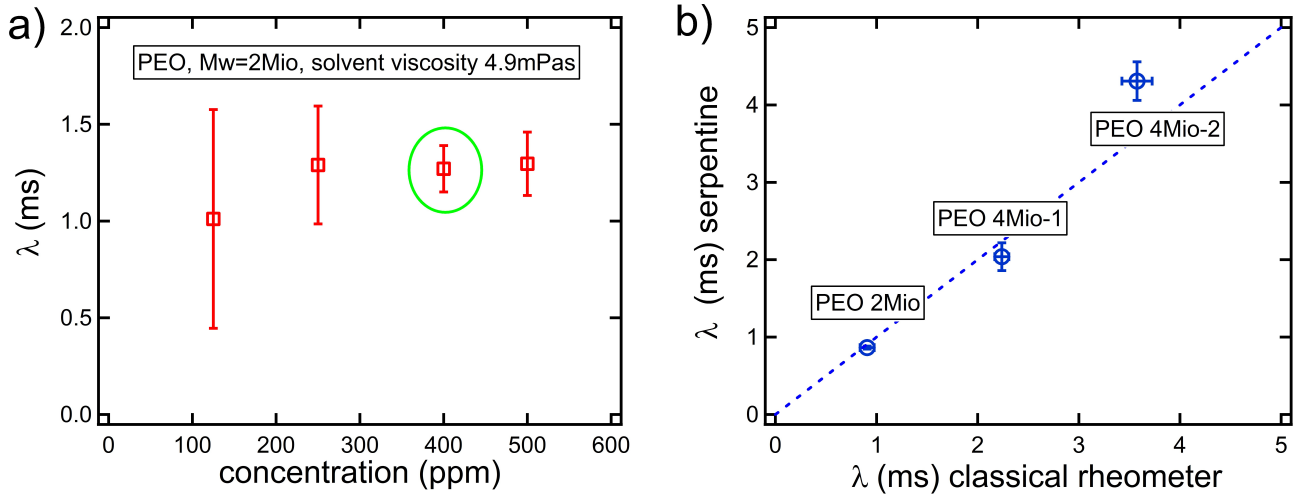 a)
2.0
1.5
1.0
0.5
0.0
λ (ms)
PEO, Mw=2Mio, solvent viscosity 4.9mPas
0 100 200 300 400 500 600
concentration (ppm)
b)
5
4
3
2
1
0
λ (ms) serpentine
PEO 4Mio-2
PEO 4Mio-1
PEO 2Mio
0 1 2 3 4 5
λ (ms) classical rheometer